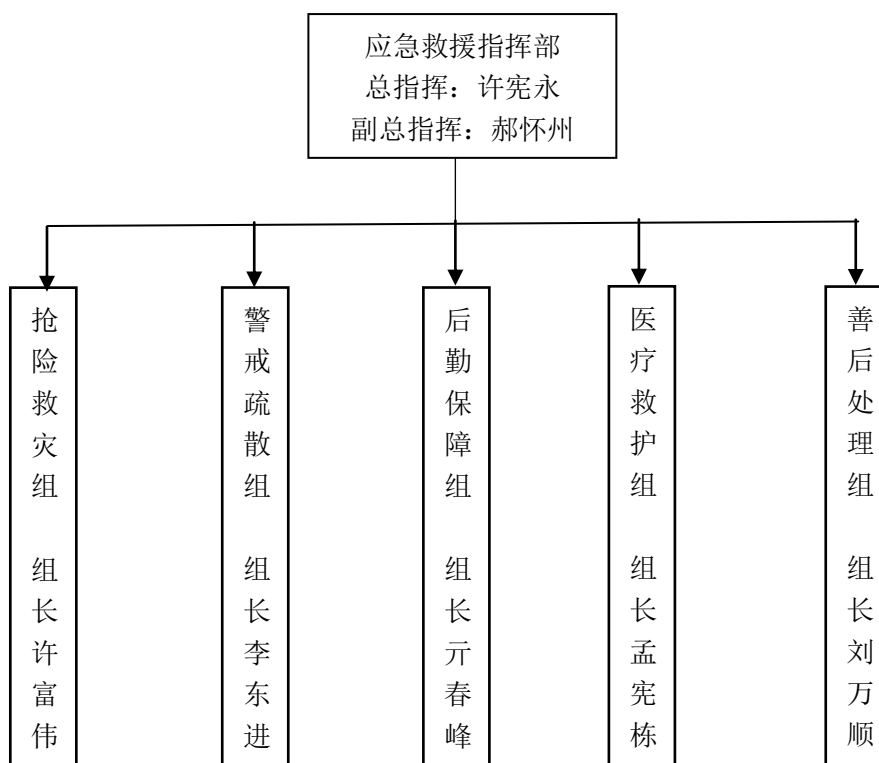 应急救援指挥部
总指挥：许宪永
副总指挥：郝怀州
抢险救灾组 组长许富伟
警戒疏散组 组长李东进
后勤保障组 组长亓春峰
医疗救护组 组长孟宪栋
善后处理组 组长刘万顺